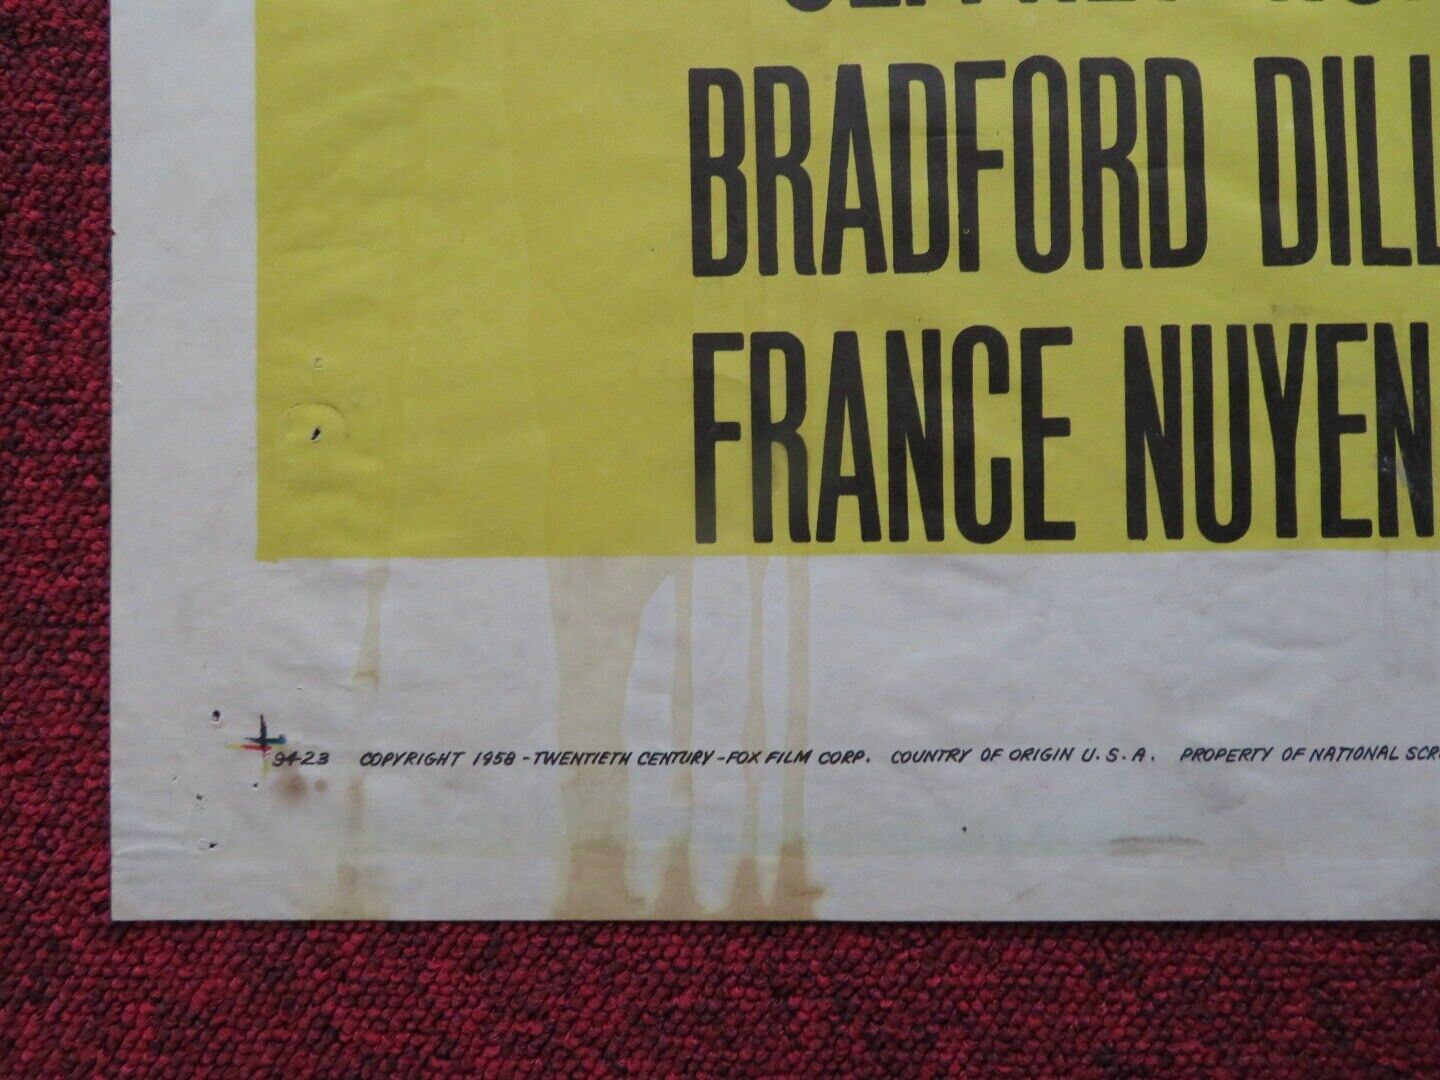 BRADFORD DILL
FRANCE NUYEN
94-23 COPYRIGHT 1958 - TWENTIETH CENTURY-FOX FILM CORP. COUNTRY OF ORIGIN U.S.A. PROPERTY OF NATIONAL SCR